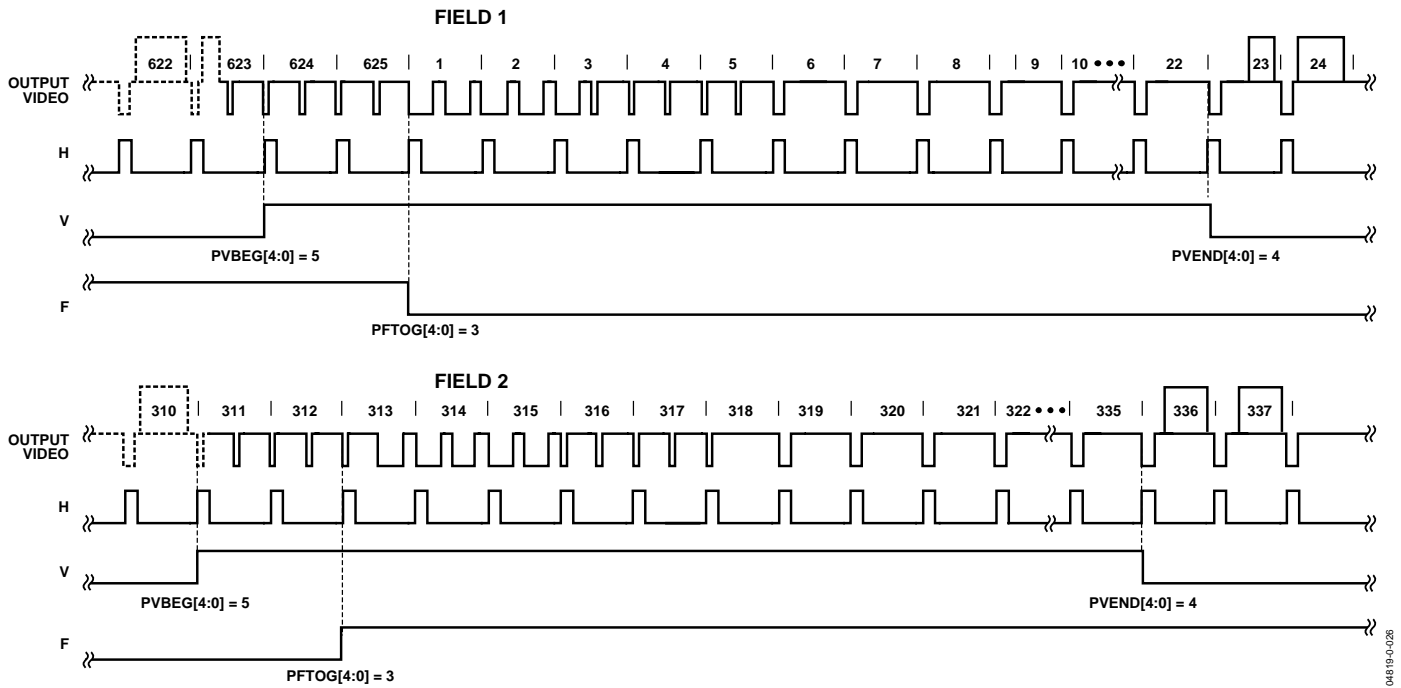 FIELD 1
622 623 624 625 1 2 3 4 5 6 7 8 9 10 ••• 22 23 24
OUTPUT
VIDEO
H
V
PVBEG[4:0] = 5 PVEND[4:0] = 4
F
PFTOG[4:0] = 3
FIELD 2
310 311 312 313 314 315 316 317 318 319 320 321 322 ••• 335 336 337
OUTPUT
VIDEO
H
V
PVBEG[4:0] = 5 PVEND[4:0] = 4
F
PFTOG[4:0] = 3
04819-0-026